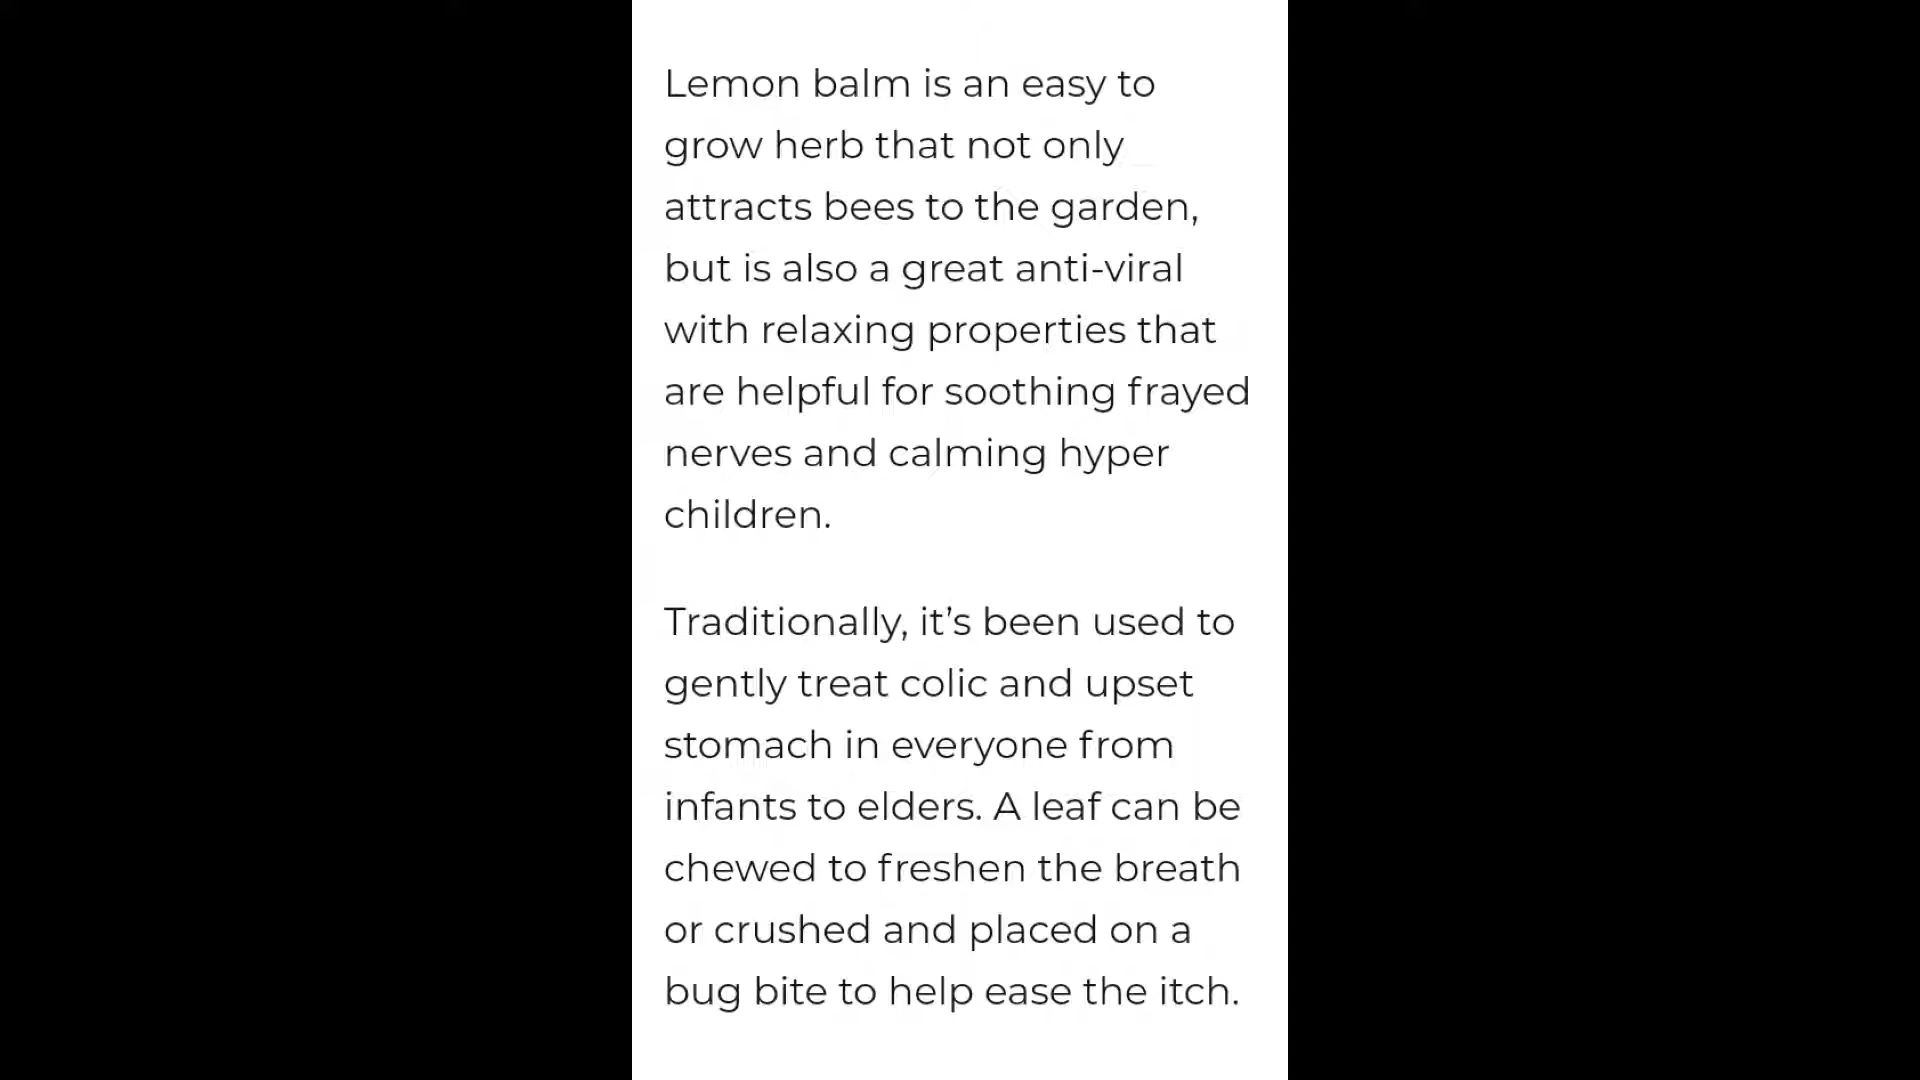 Lemon balm is an easy to
grow herb that not only
attracts bees to the garden,
but is also a great anti-viral
with relaxing properties that
are helpful for soothing frayed
nerves and calming hyper
children.
Traditionally, it’s been used to
gently treat colic and upset
stomach in everyone from
infants to elders. A leaf can be
chewed to freshen the breath
or crushed and placed on a
bug bite to help ease the itch.